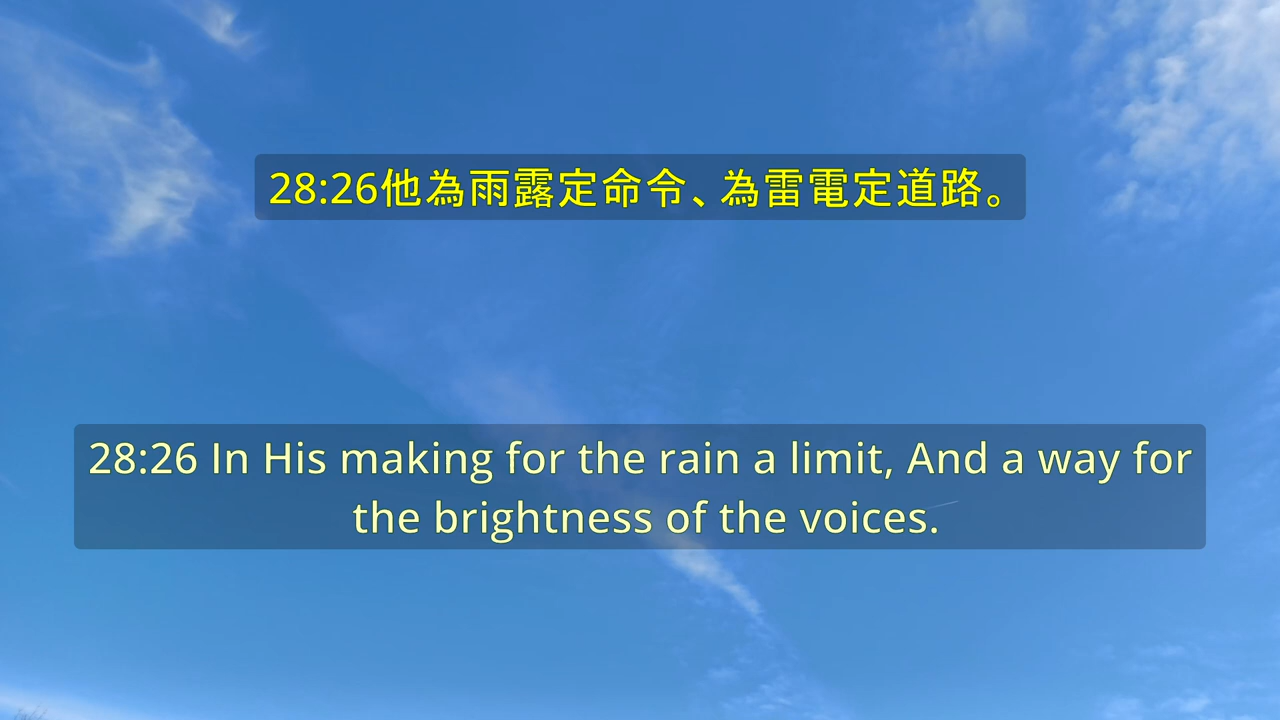 28:26他為雨露定命令、為雷電定道路。
28:26 In His making for the rain a limit, And a way for
the brightness of the voices.